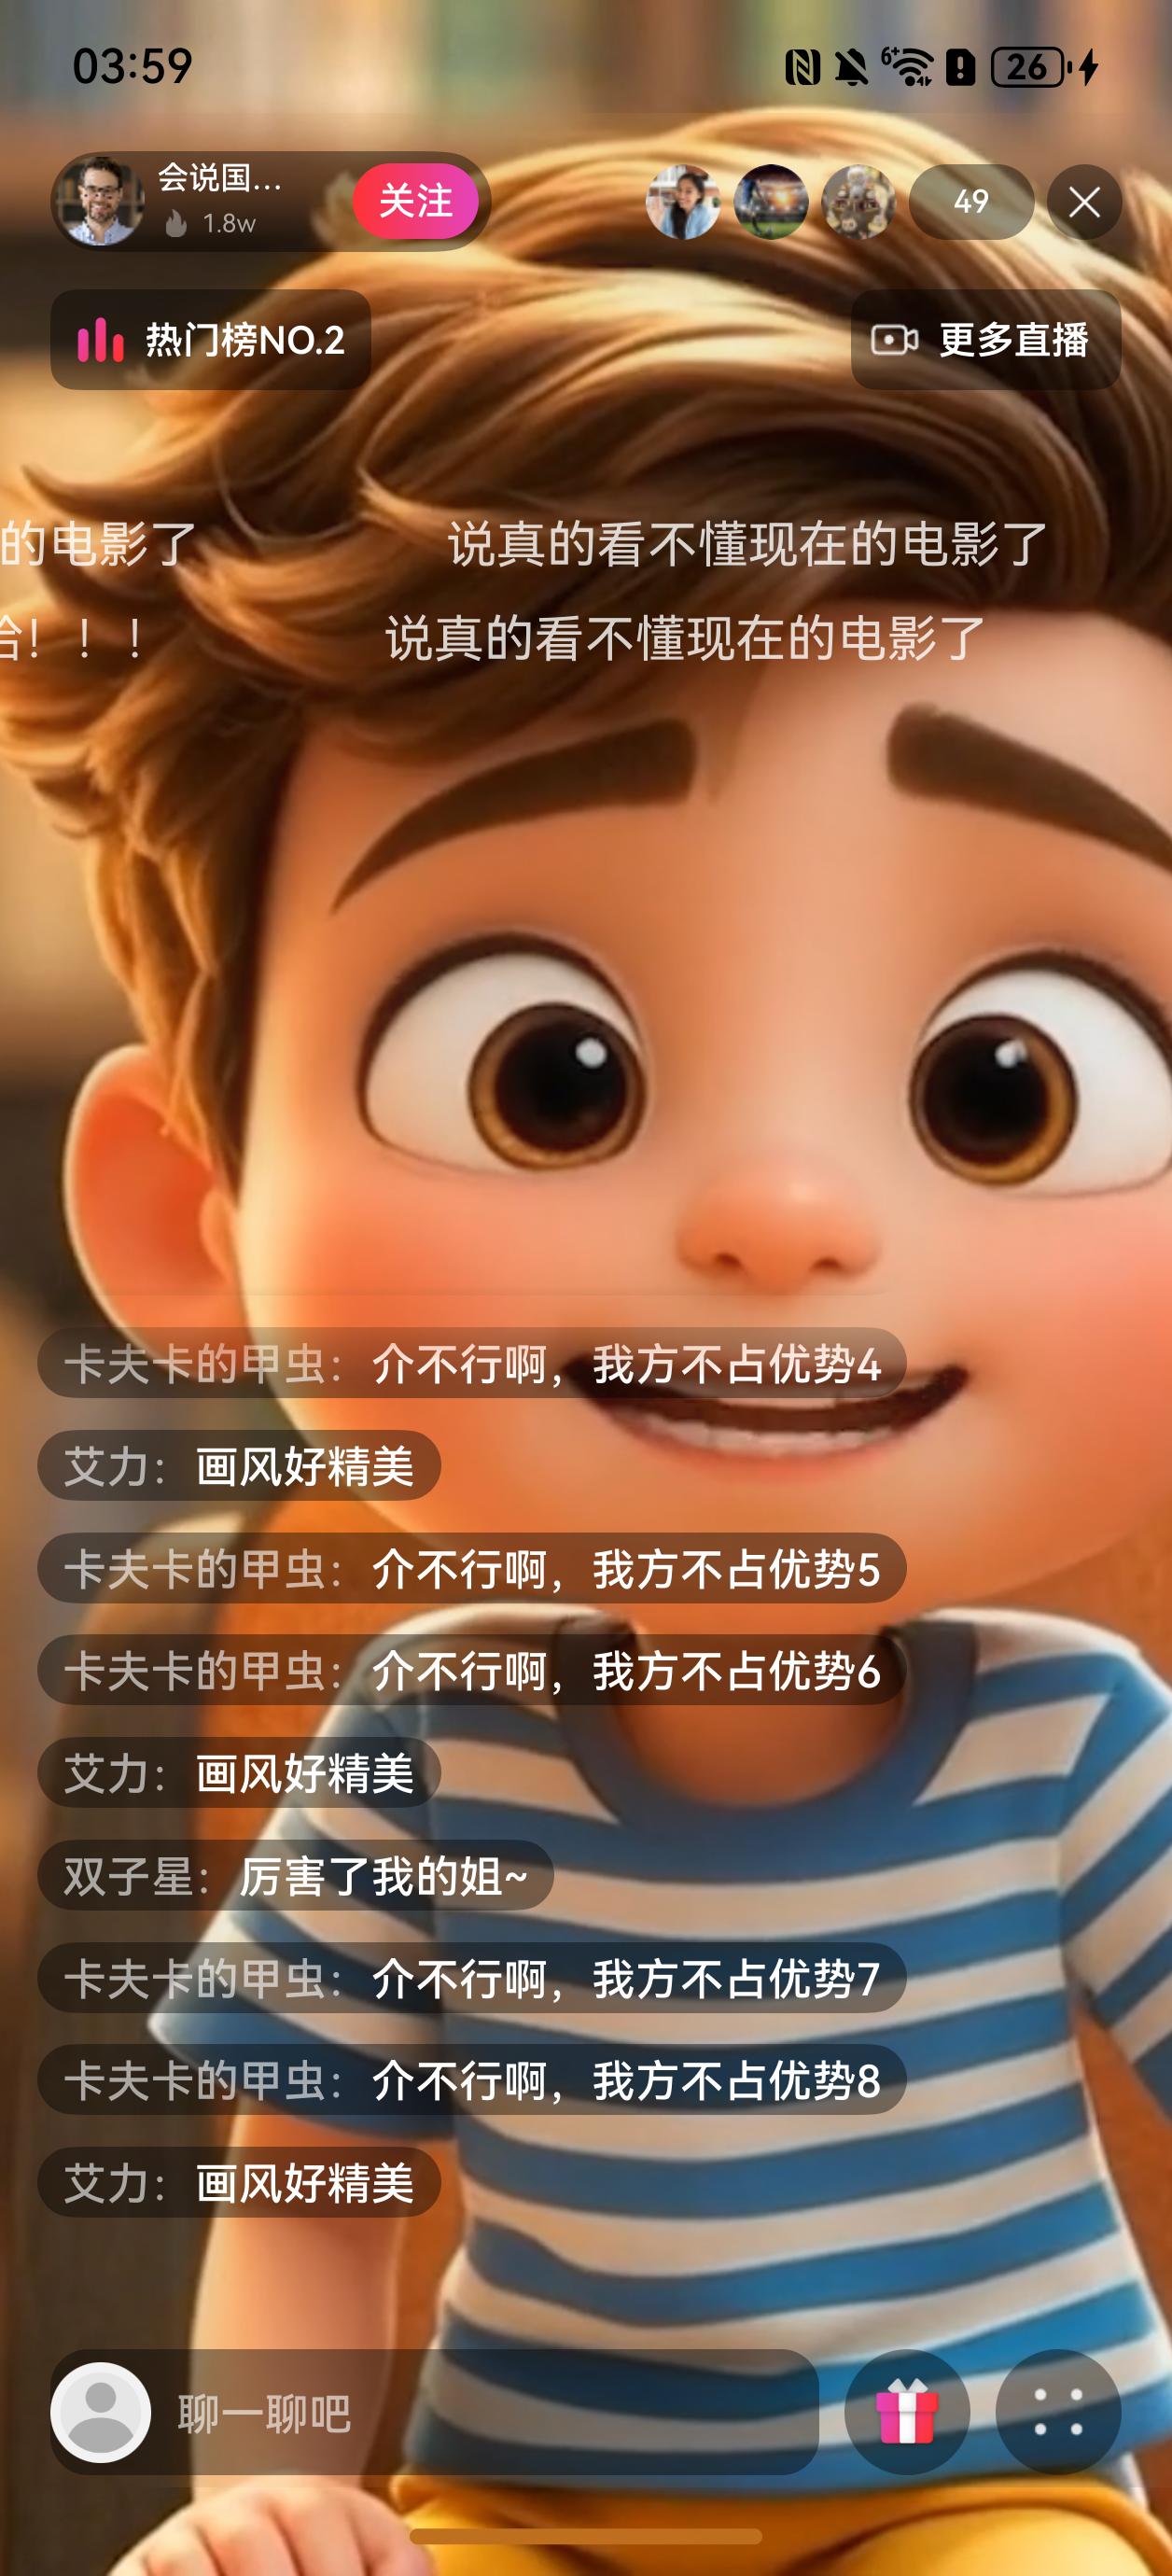 03:59
6+
26
会说国...
1.8w
关注
49
热门榜NO.2
更多直播
的电影了
说真的看不懂现在的电影了
！！！
说真的看不懂现在的电影了
卡夫卡的甲虫：介不行啊，我方不占优势4
艾力：画风好精美
卡夫卡的甲虫：介不行啊，我方不占优势5
卡夫卡的甲虫：介不行啊，我方不占优势6
艾力：画风好精美
双子星：厉害了我的姐~
卡夫卡的甲虫：介不行啊，我方不占优势7
卡夫卡的甲虫：介不行啊，我方不占优势8
艾力：画风好精美
聊一聊吧